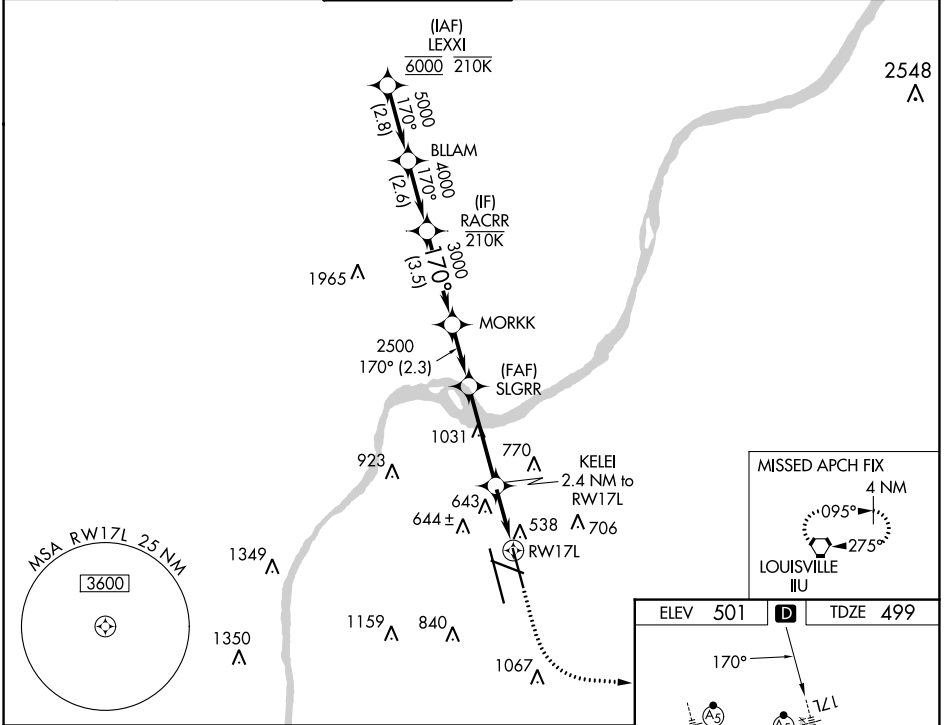 (IAF)
LEXXI
6000 210K
2548
5000
170°
(2.8)
BLLAM
4000
170°
(2.6)
(IF)
RACRR
210K
3000
170°
(3.5)
1965
MORKK
2500
170° (2.3)
(FAF)
SLGRR
1031
770
KELEI
2.4 NM to
RW17L
923
643
644 ±
538
706
RW17L
MISSED APCH FIX
4 NM
095°
275°
LOUISVILLE
IIU
MSA RW17L 25 NM
3600
1349
1350
1159
840
1067
ELEV 501 D TDZE 499
170°
17L
A5
A5